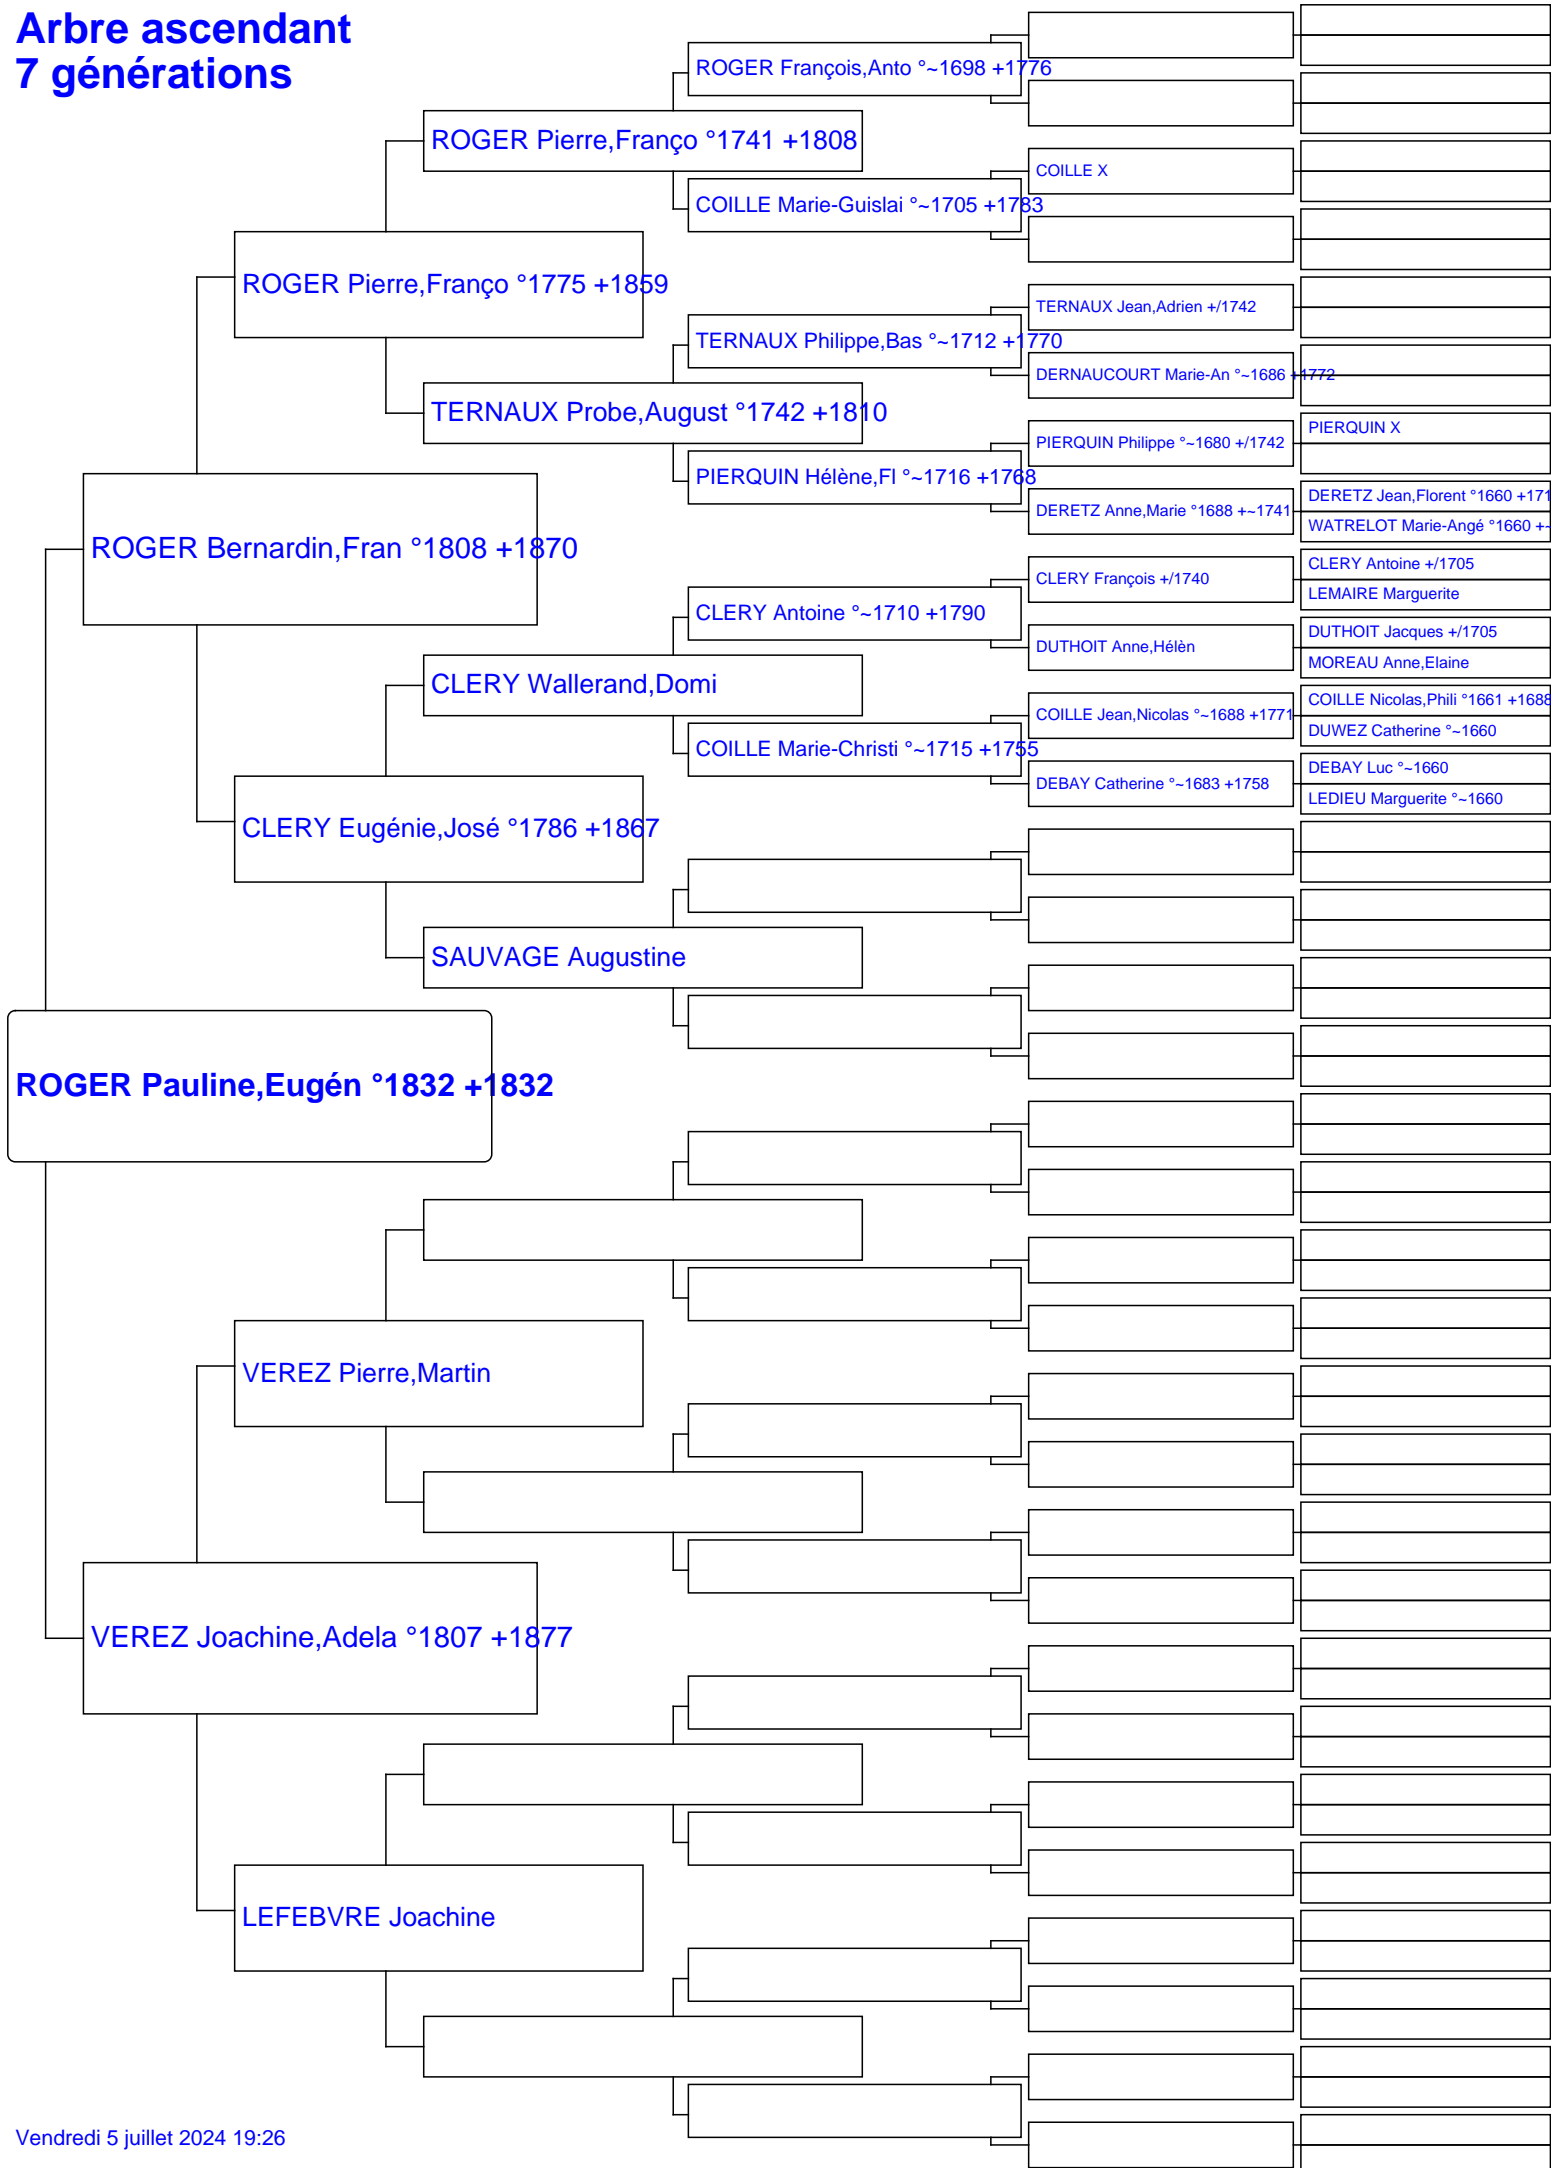 Arbre ascendant
7 générations
ROGER François,Anto °~1698 +1776
ROGER Pierre,Franço °1741 +1808
COILLE X
COILLE Marie-Guislai °~1705 +1783
ROGER Pierre,Franço °1775 +1859
TERNAUX Jean,Adrien +/1742
TERNAUX Philippe,Bas °~1712 +1770
DERNAUCOURT Marie-An °~1686 +1772
TERNAUX Probe,August °1742 +1810
PIERQUIN X
PIERQUIN Philippe °~1680 +/1742
PIERQUIN Hélène,Fl °~1716 +1768
DERETZ Jean,Florent °1660 +171
DERETZ Anne,Marie °1688 +~1741
WATRELOT Marie-Angé °1660 +~
ROGER Bernardin,Fran °1808 +1870
CLERY Antoine +/1705
CLERY François +/1740
LEMAIRE Marguerite
CLERY Antoine °~1710 +1790
DUTHOIT Jacques +/1705
DUTHOIT Anne,Hélèn
MOREAU Anne,Elaine
CLERY Wallerand,Domi
COILLE Nicolas,Phili °1661 +1688
COILLE Jean,Nicolas °~1688 +1771
DUWEZ Catherine °~1660
COILLE Marie-Christi °~1715 +1755
DEBAY Luc °~1660
DEBAY Catherine °~1683 +1758
LEDIEU Marguerite °~1660
CLERY Eugénie,José °1786 +1867
SAUVAGE Augustine
ROGER Pauline,Eugén °1832 +1832
VEREZ Pierre,Martin
VEREZ Joachine,Adela °1807 +1877
LEFEBVRE Joachine
Vendredi 5 juillet 2024 19:26